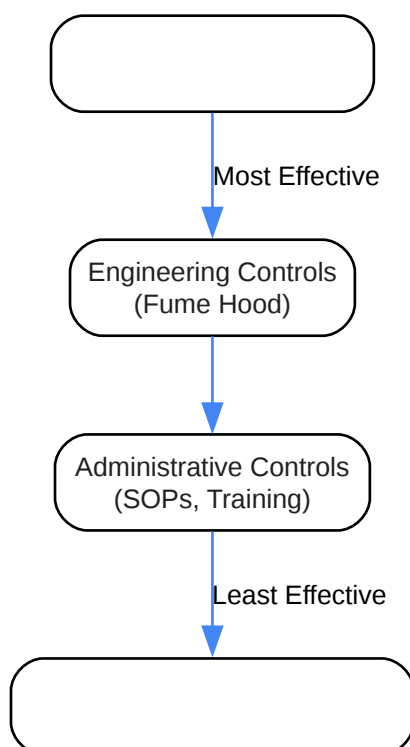 Most Effective
Engineering Controls
(Fume Hood)
Administrative Controls
(SOPs, Training)
Least Effective